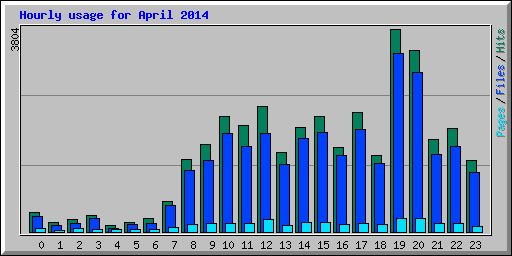 Hourly usage for April 2014
3804
Pages / Files / Hits
0 1 2 3 4 5 6 7 8 9 10 11 12 13 14 15 16 17 18 19 20 21 22 23